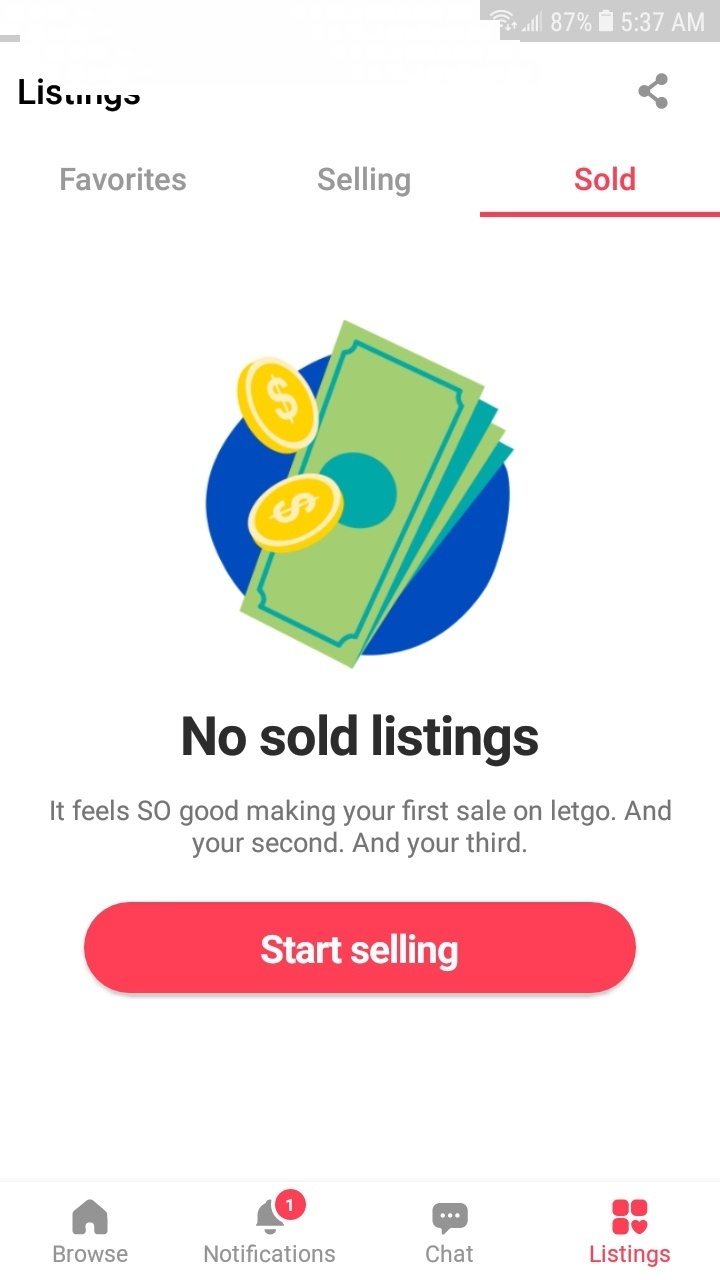 87% 5:37 AM
Listings
Favorites Selling Sold
$
$
No sold listings
It feels SO good making your first sale on letgo. And
your second. And your third.
Start selling
1
Browse Notifications Chat Listings